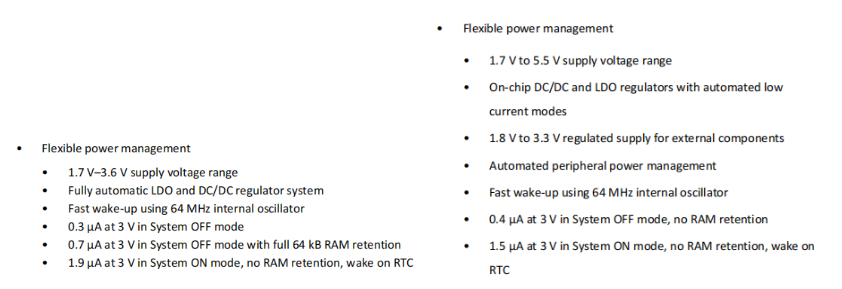 • Flexible power management
• 1.7 V–3.6 V supply voltage range
• Fully automatic LDO and DC/DC regulator system
• Fast wake-up using 64 MHz internal oscillator
• 0.3 µA at 3 V in System OFF mode
• 0.7 µA at 3 V in System OFF mode with full 64 kB RAM retention
• 1.9 µA at 3 V in System ON mode, no RAM retention, wake on RTC
• Flexible power management
• 1.7 V to 5.5 V supply voltage range
• On-chip DC/DC and LDO regulators with automated low
current modes
• 1.8 V to 3.3 V regulated supply for external components
• Automated peripheral power management
• Fast wake-up using 64 MHz internal oscillator
• 0.4 µA at 3 V in System OFF mode, no RAM retention
• 1.5 µA at 3 V in System ON mode, no RAM retention, wake on
RTC